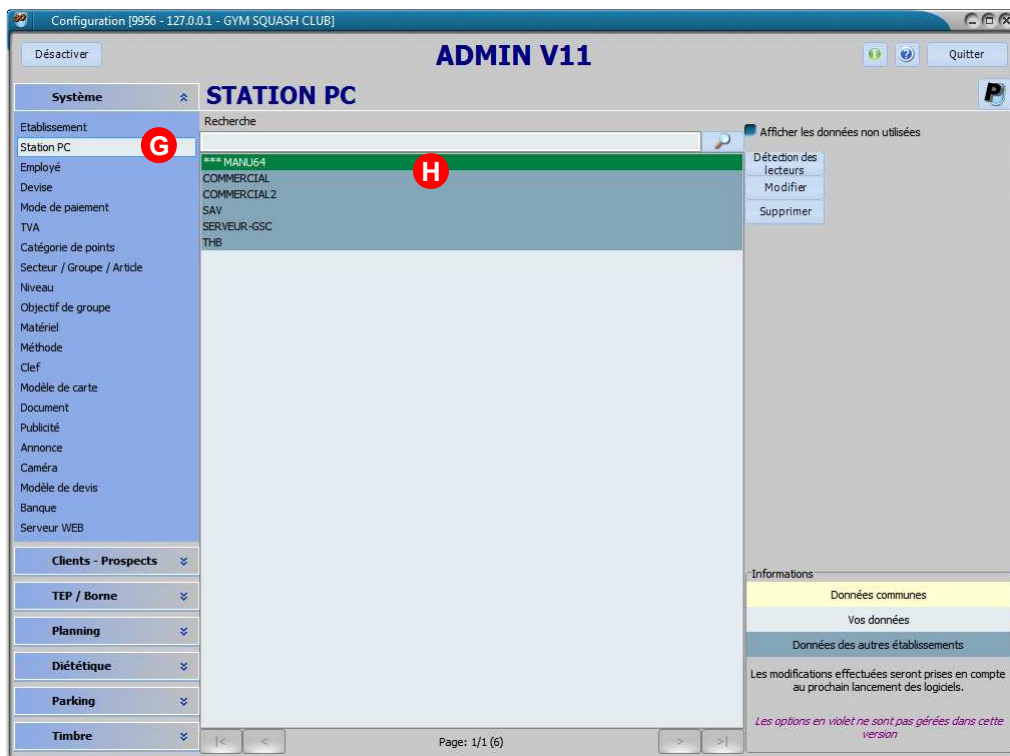 Configuration [9956 - 127.0.0.1 - GYM SQUASH CLUB]
Désactiver
ADMIN V11
Quitter
Système
STATION PC
P
Etablissement
Station PC
G
Employé
Devise
Mode de paiement
TVA
Catégorie de points
Secteur / Groupe / Article
Niveau
Objectif de groupe
Matériel
Méthode
Clef
Modèle de carte
Document
Publicité
Annonce
Caméra
Modèle de devis
Banque
Serveur WEB
Clients - Prospects
TEP / Borne
Planning
Diététique
Parking
Timbre
Recherche
*** MANU64
H
COMMERCIAL
COMMERCIAL2
SAV
SERVEUR-GSC
THB
|< < Page: 1/1 (6) > >|
Afficher les données non utilisées
Détection des
lecteurs
Modifier
Supprimer
Informations
Données communes
Vos données
Données des autres établissements
Les modifications effectuées seront prises en compte
au prochain lancement des logiciels.
Les options en violet ne sont pas gérées dans cette
version